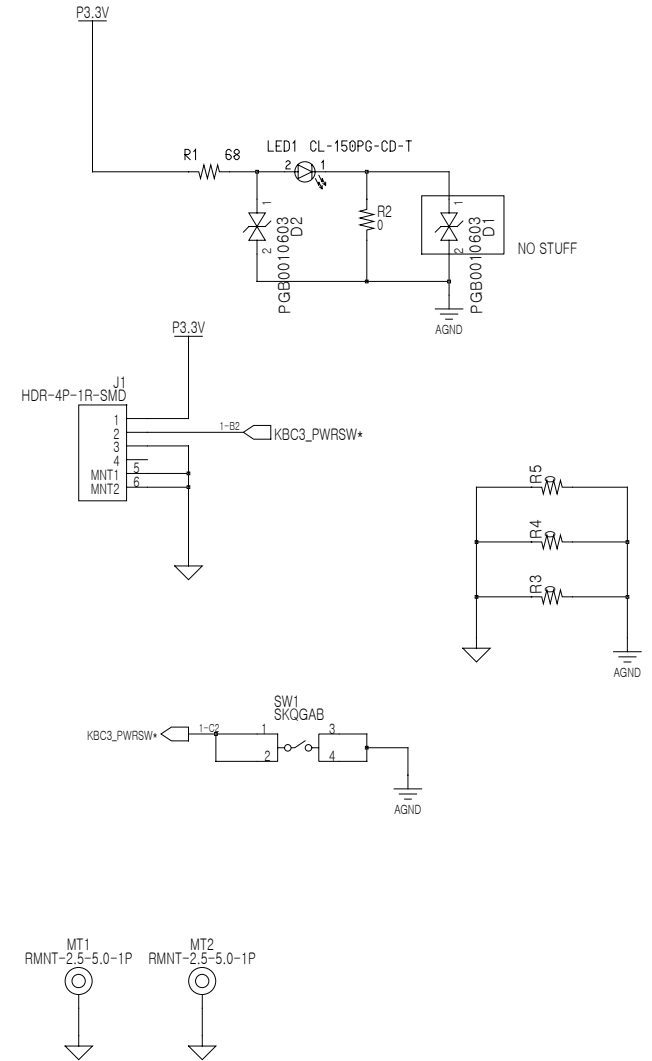 P3.3V
R1 68
LED1 CL-150PG-CD-T
2 1
1
2
PGB0010603
D2
R2
0
1
2
PGB0010603
D1
NO STUFF
AGND
P3.3V
J1
HDR-4P-1R-SMD
1
2
3
4
MNT1 5
MNT2 6
1-B2
KBC3_PWRSW*
R5
R4
R3
AGND
SW1
SKQGAB
KBC3_PWRSW*
1-C2
1 3
2 4
AGND
MT1
RMNT-2.5-5.0-1P
MT2
RMNT-2.5-5.0-1P